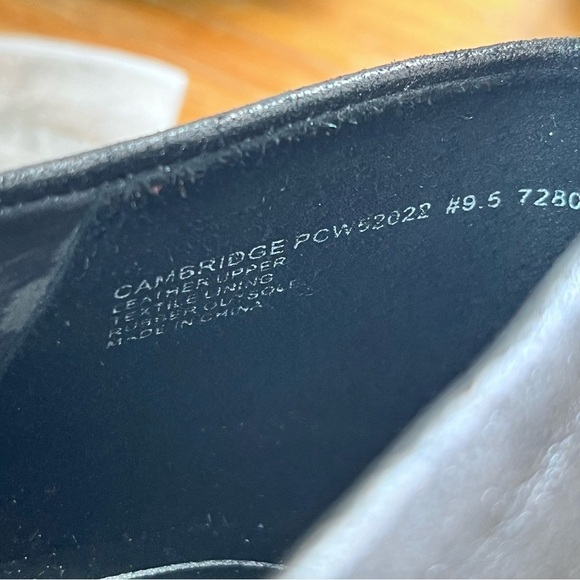 CAMBRIDGE PCW52022 #9.5 7280
LEATHER UPPER
TEXTILE LINING
RUBBER OUTSOLE
MADE IN CHINA